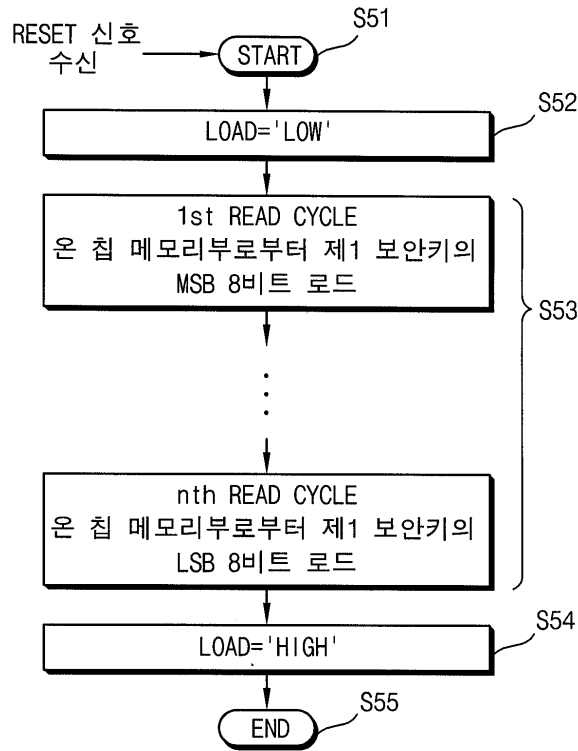 S51
RESET 신호
수신
START
S52
LOAD='LOW'
1st READ CYCLE
온 칩 메모리부로부터 제1 보안키의
MSB 8비트 로드
S53
nth READ CYCLE
온 칩 메모리부로부터 제1 보안키의
LSB 8비트 로드
S54
LOAD='HIGH'
S55
END